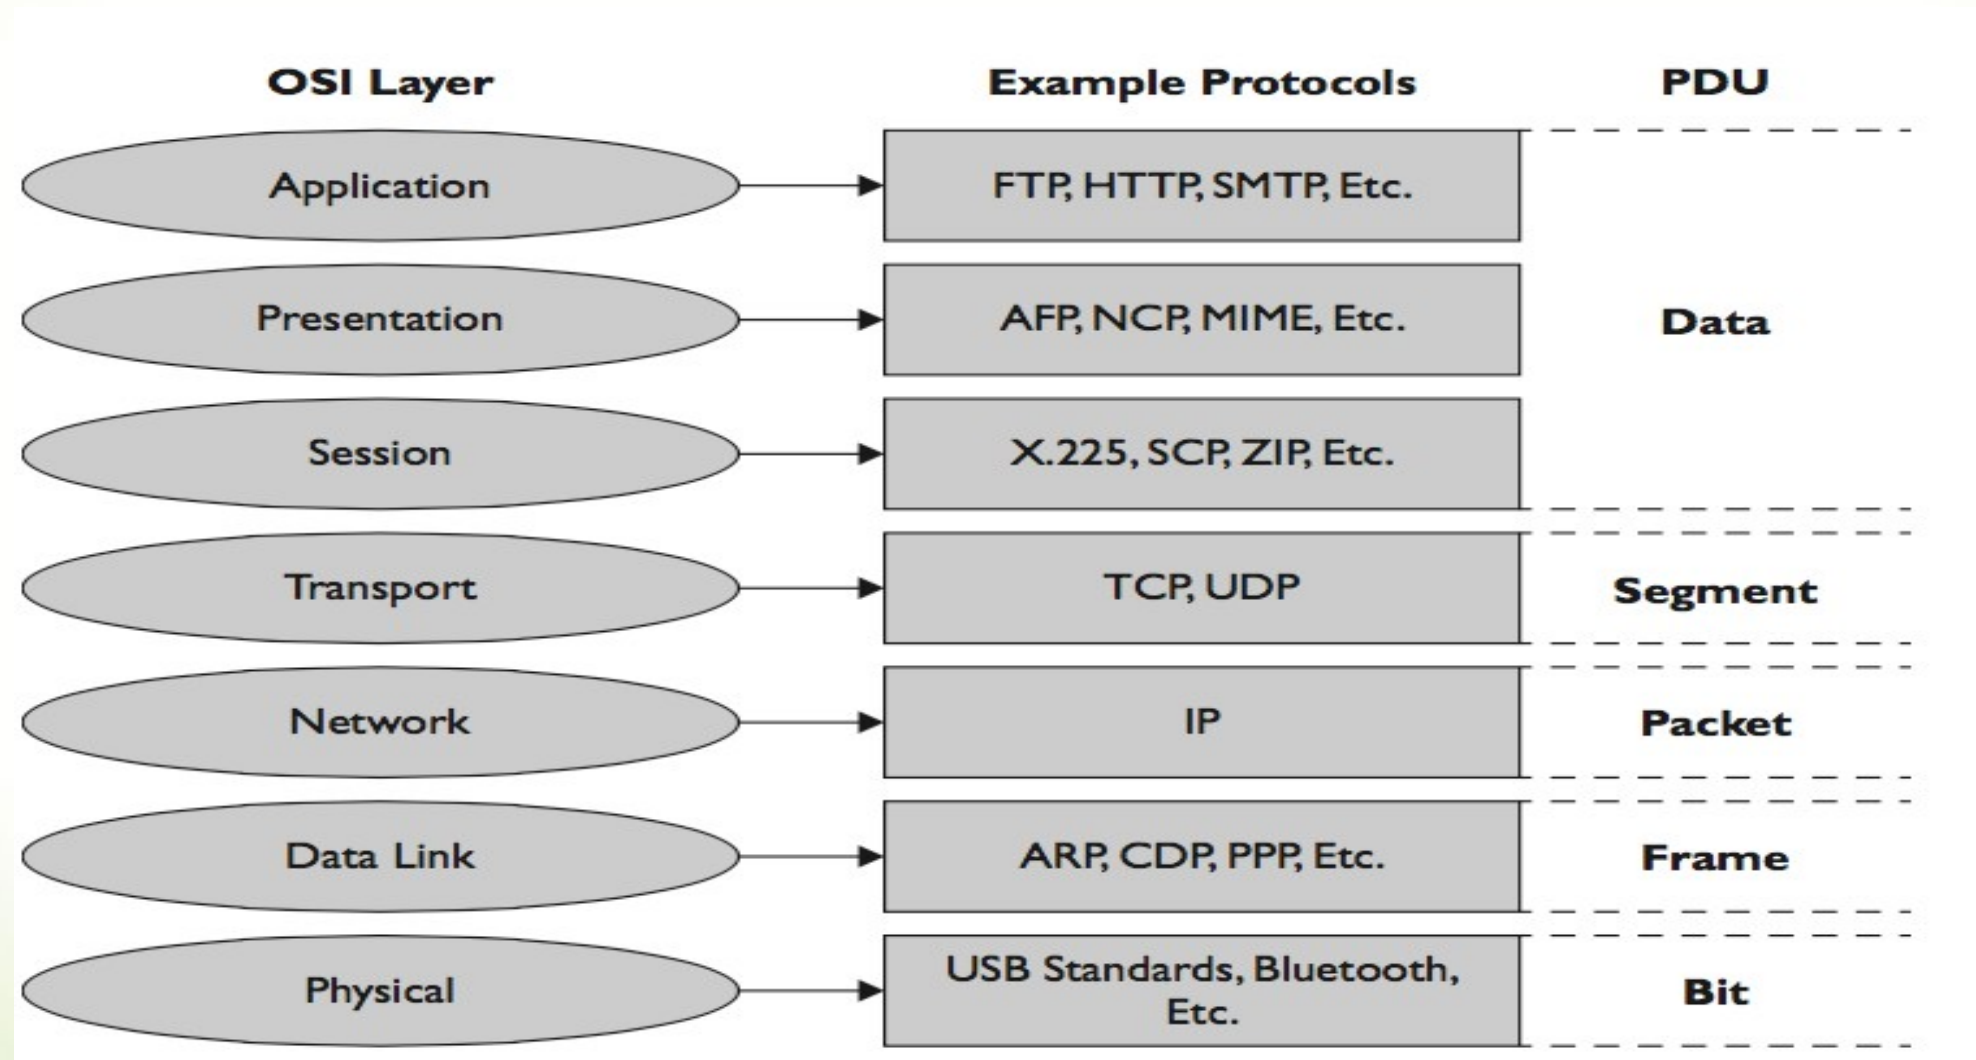 OSI Layer Example Protocols PDU
Application FTP, HTTP, SMTP, Etc.
Presentation AFP, NCP, MIME, Etc. Data
Session X.225, SCP, ZIP, Etc.
Transport TCP, UDP Segment
Network IP Packet
Data Link ARP, CDP, PPP, Etc. Frame
Physical USB Standards, Bluetooth, Bit
Etc.